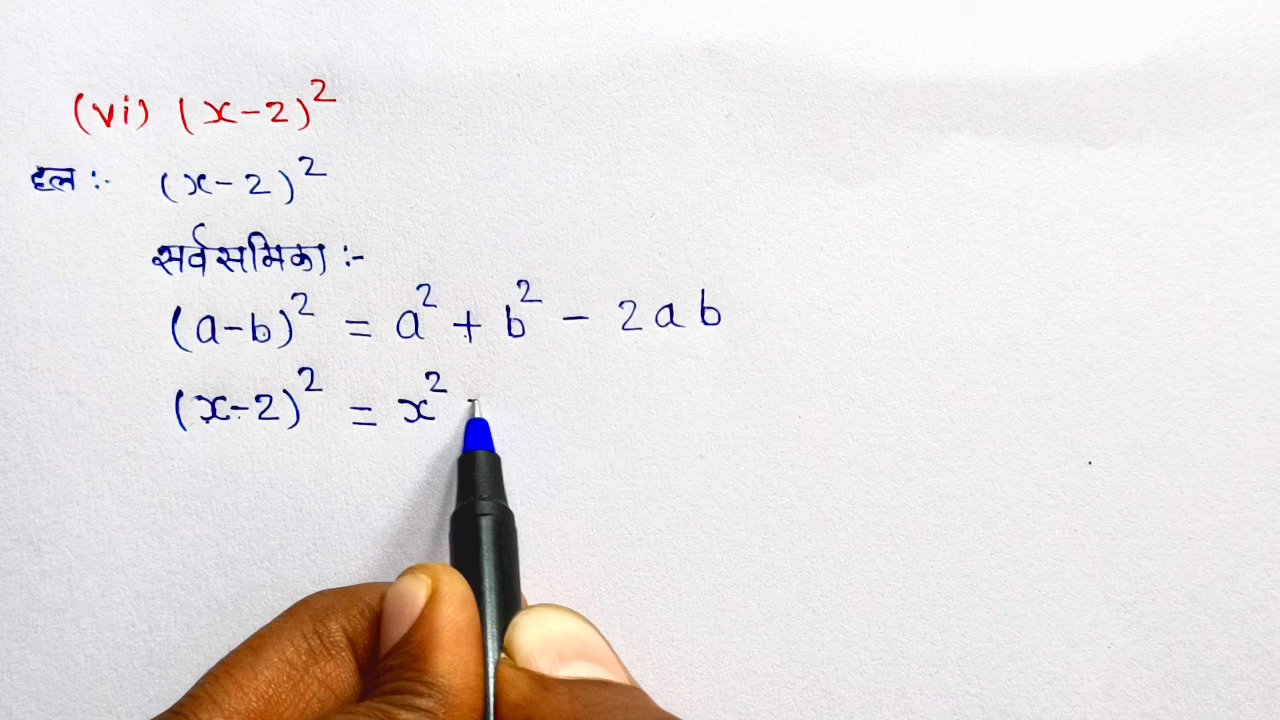 (vi) (x-2)²
हल :- (x-2)²
सर्वसमिका :-
(a-b)² = a² + b² - 2ab
(x-2)² = x²